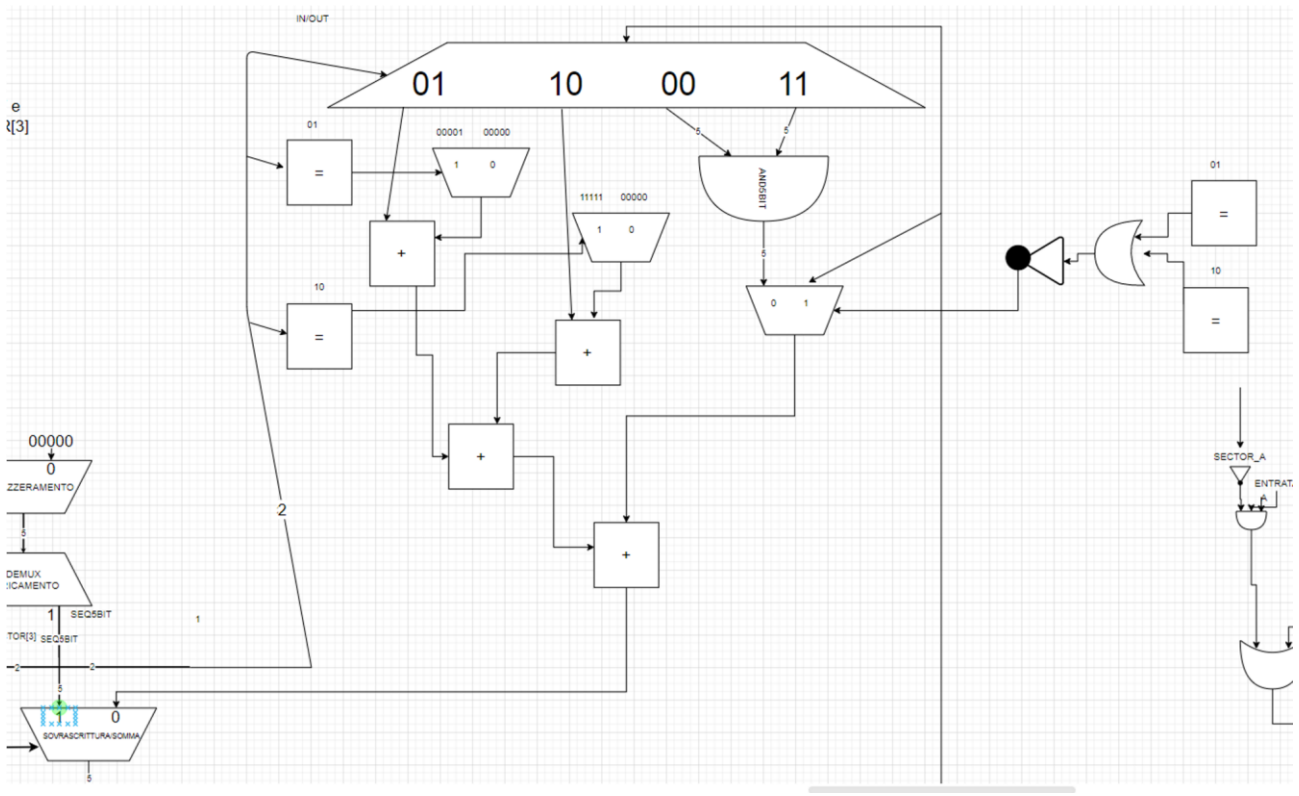 IN/OUT
01 10 00 11
e
R[3]
01
00001 00000
5
5
=
1 0
AND5BIT
01
11111 00000
=
1 0
+
5
10
10
0 1
=
=
+
00000
0
+
SECTOR_A
ZZERAMENTO
ENTRAT
A
2
5
+
DEMUX
ICAMENTO
1 SEQ5BIT
1
TOR[3] SEQ5BIT
2
2
5
1 0
SOVRASCRITTURA/SOMMA
5